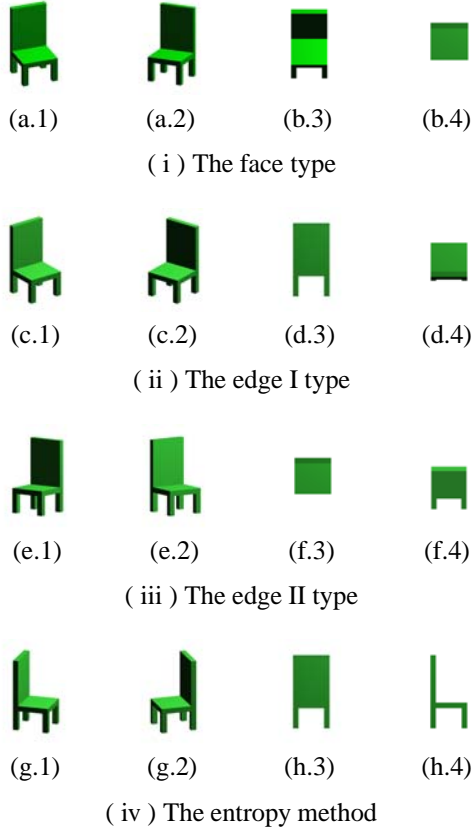 (a.1) (a.2) (b.3) (b.4)
( i ) The face type
(c.1) (c.2) (d.3) (d.4)
( ii ) The edge I type
(e.1) (e.2) (f.3) (f.4)
( iii ) The edge II type
(g.1) (g.2) (h.3) (h.4)
( iv ) The entropy method